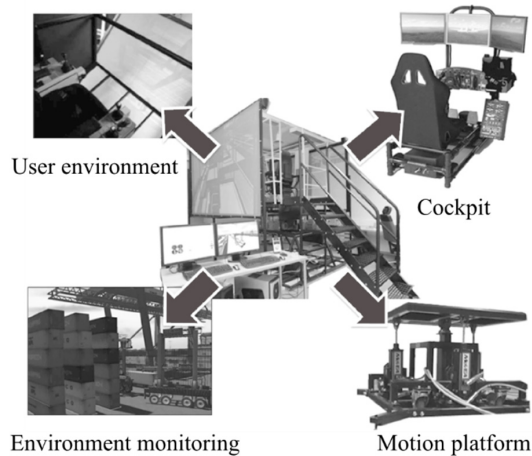 User environment
Cockpit
Environment monitoring
Motion platform